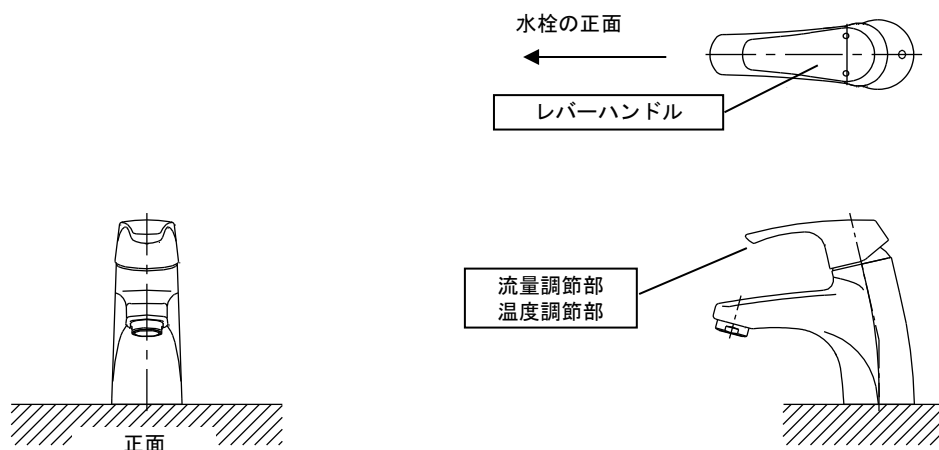 水栓の正面
レバーハンドル
流量調節部
温度調節部
正面